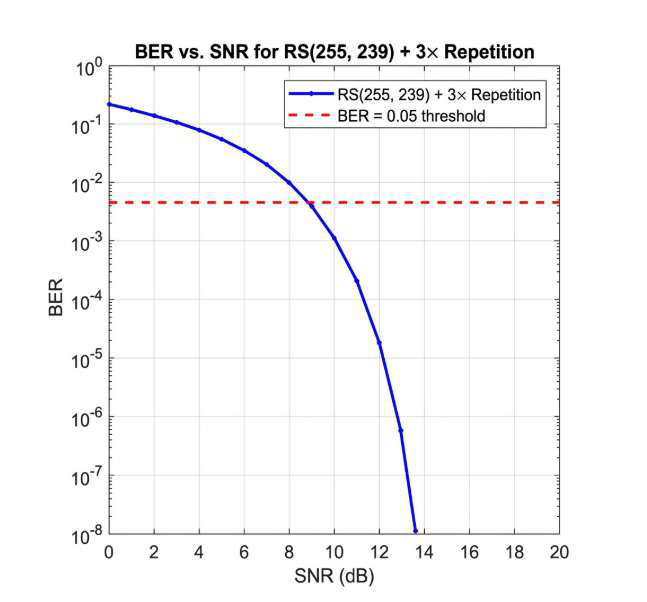 BER vs. SNR for RS(255, 239) + 3× Repetition
RS(255, 239) + 3× Repetition
BER = 0.05 threshold
10^0
10^-1
10^-2
10^-3
10^-4
10^-5
10^-6
10^-7
10^-8
BER
0 2 4 6 8 10 12 14 16 18 20
SNR (dB)